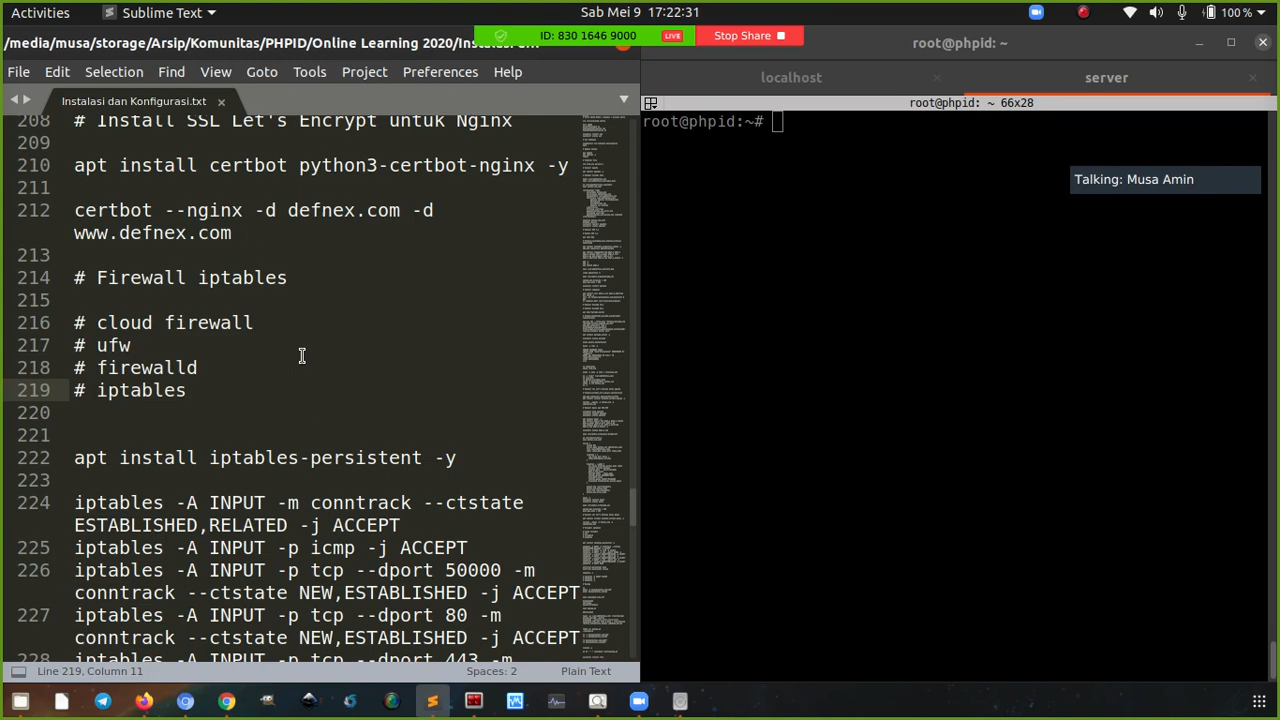 Activities
Sublime Text
Sab Mei 9 17:22:31
100 %
ID: 830 1646 9000
LIVE
Stop Share
/media/musa/storage/Arsip/Komunitas/PHPID/Online Learning 2020/
root@phpid: ~
File Edit Selection Find View Goto Tools Project Preferences Help
localhost
server
Instalasi dan Konfigurasi.txt
root@phpid: ~ 66x28
root@phpid:~#
Talking: Musa Amin
208 # Install SSL Let's Encrypt untuk Nginx
209
210 apt install certbot python3-certbot-nginx -y
211
212 certbot --nginx -d defnex.com -d
www.defnex.com
213
214 # Firewall iptables
215
216 # cloud firewall
217 # ufw
218 # firewalld
219 # iptables
220
221
222 apt install iptables-persistent -y
223
224 iptables -A INPUT -m conntrack --ctstate
ESTABLISHED,RELATED -j ACCEPT
225 iptables -A INPUT -p icmp -j ACCEPT
226 iptables -A INPUT -p tcp --dport 50000 -m
conntrack --ctstate NEW,ESTABLISHED -j ACCEPT
227 iptables -A INPUT -p tcp --dport 80 -m
conntrack --ctstate NEW,ESTABLISHED -j ACCEPT
228 iptables -A INPUT -p tcp --dport 443 -m
Line 219, Column 11
Spaces: 2
Plain Text